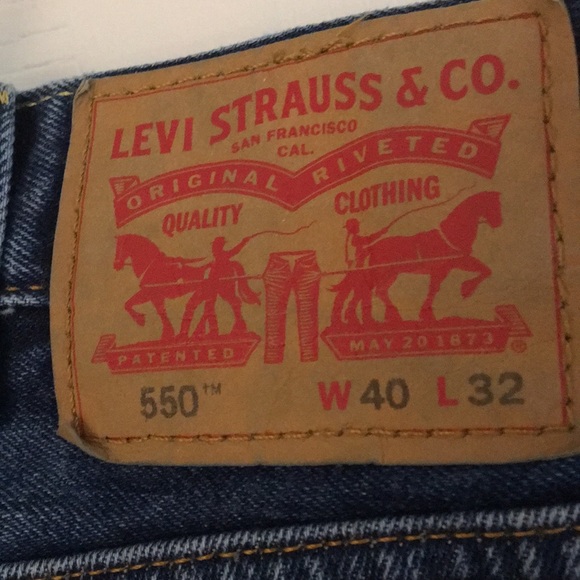 LEVI STRAUSS & CO.
SAN FRANCISCO
CAL.
ORIGINAL RIVETED
QUALITY CLOTHING
PATENTED MAY 20 1873 ®
550™ W 40 L 32